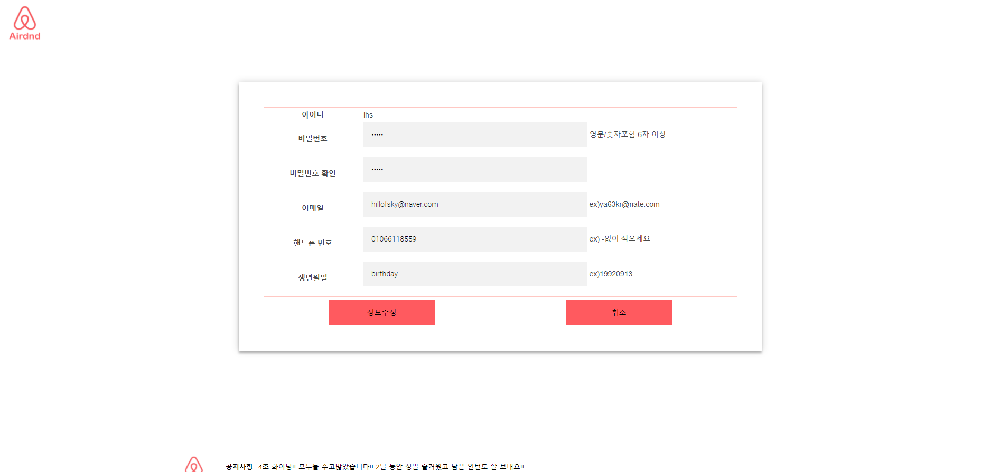 Airdnd
아이디 lhs
비밀번호 ••••• 영문/숫자포함 6자 이상
비밀번호 확인 •••••
이메일 hillofsky@naver.com ex)ya63kr@nate.com
핸드폰 번호 01066118559 ex) -없이 적으세요
생년월일 birthday ex)19920913
정보수정 취소
공지사항 4조 화이팅!! 모두들 수고많았습니다!! 2달 동안 정말 즐거웠고 남은 인턴도 잘 보내요!!